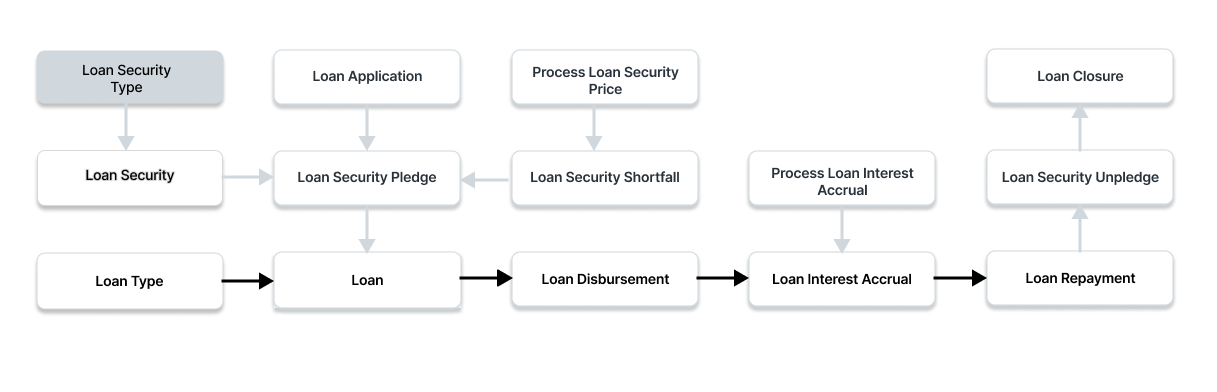 Loan Security
Type
Loan Application
Process Loan Security
Price
Loan Closure
Loan Security
Loan Security Pledge
Loan Security Shortfall
Process Loan Interest
Accrual
Loan Security Unpledge
Loan Type
Loan
Loan Disbursement
Loan Interest Accrual
Loan Repayment